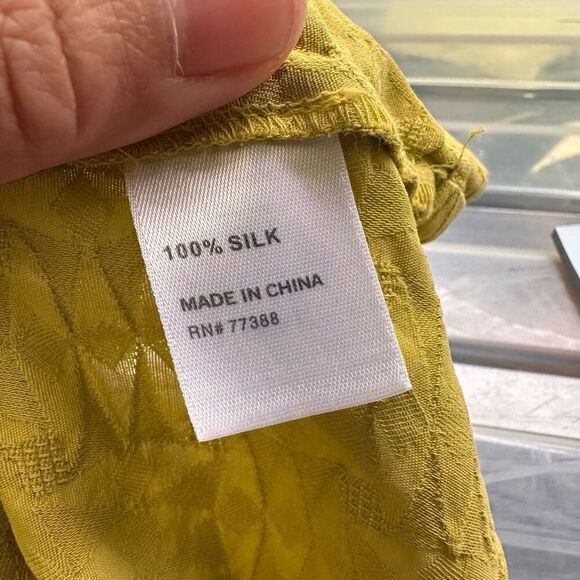 100% SILK
MADE IN CHINA
RN# 77388